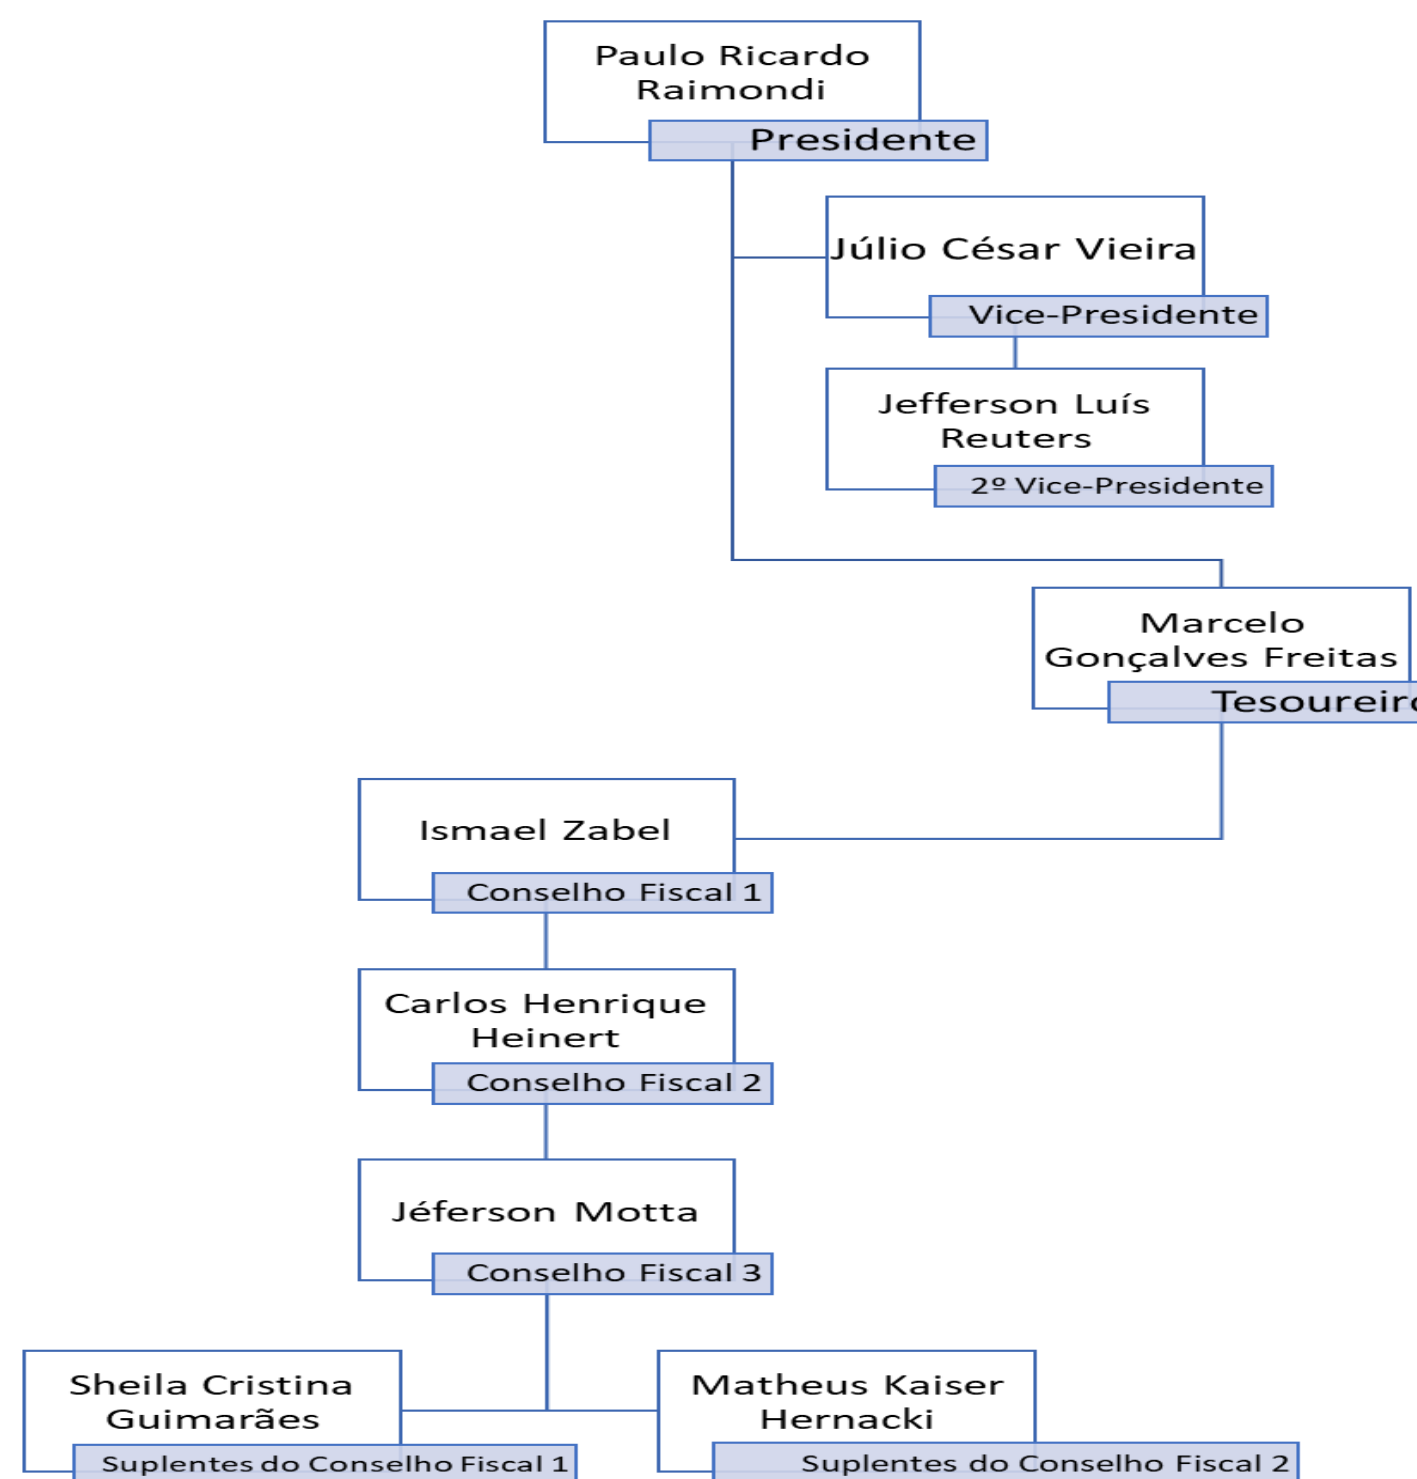 Paulo Ricardo
Raimondi
Presidente
Júlio César Vieira
Vice-Presidente
Jefferson Luís
Reuters
2º Vice-Presidente
Marcelo
Gonçalves Freitas
Tesoureiro
Ismael Zabel
Conselho Fiscal 1
Carlos Henrique
Heinert
Conselho Fiscal 2
Jéferson Motta
Conselho Fiscal 3
Sheila Cristina
Guimarães
Suplentes do Conselho Fiscal 1
Matheus Kaiser
Hernacki
Suplentes do Conselho Fiscal 2